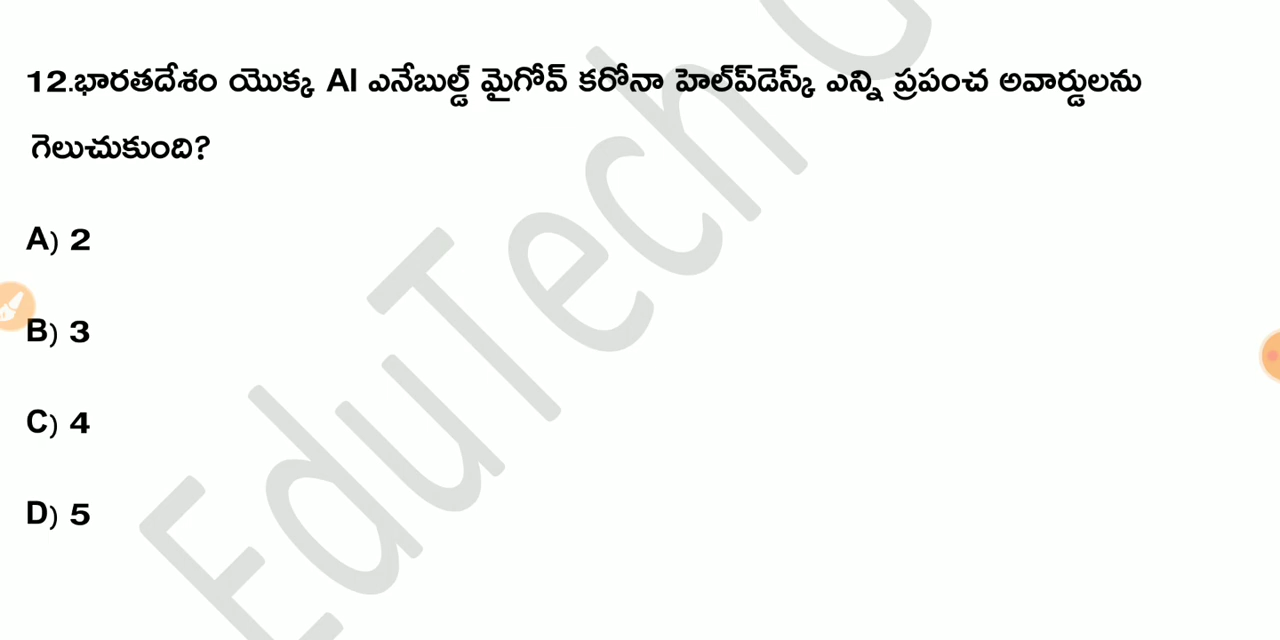 12.భారతదేశం యొక్క AI ఎనేబుల్డ్ మైగోవ్ కరోనా హెల్ప్‌డెస్క్ ఎన్ని ప్రపంచ అవార్డులను
గెలుచుకుంది?
A) 2
B) 3
C) 4
D) 5
EduTech